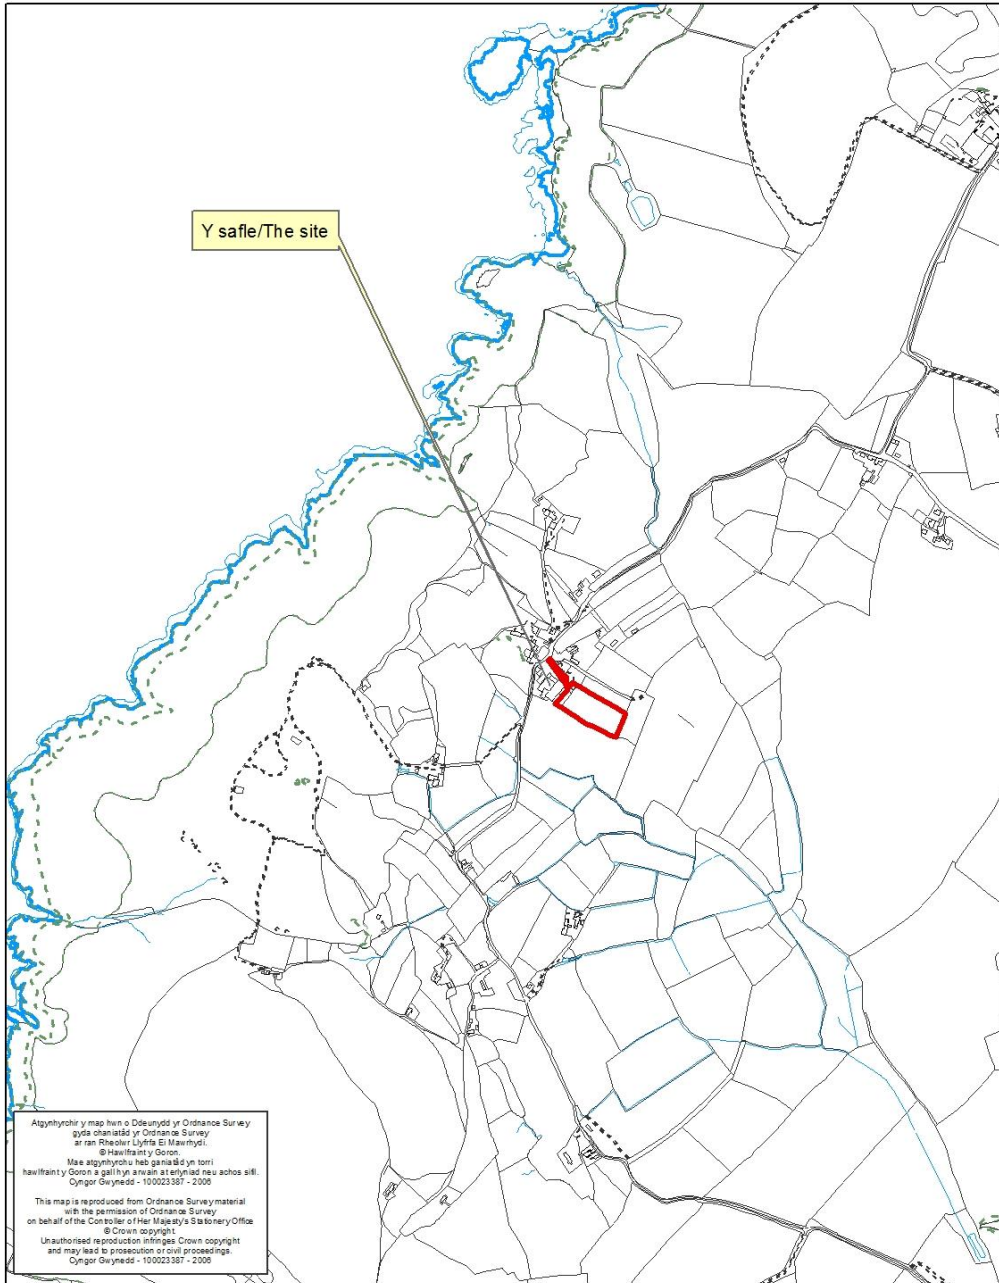 Y safle/The site
Atgynhyrchir y map hwn o Ddeunydd yr Ordnance Survey
gyda chaniatâd yr Ordnance Survey
ar ran Rheolwr Llyfrfa Ei Mawrhydi.
© Hawlfraint y Goron.
Mae atgynhyrchu heb ganiatâd yn torri
hawlfraint y Goron a gall hyn arwain at erlyniad neu achos sifil.
Cyngor Gwynedd - 100023387 - 2006
This map is reproduced from Ordnance Survey material
with the permission of Ordnance Survey
on behalf of the Controller of Her Majesty's Stationery Office
© Crown copyright.
Unauthorised reproduction infringes Crown copyright
and may lead to prosecution or civil proceedings.
Cyngor Gwynedd - 100023387 - 2006